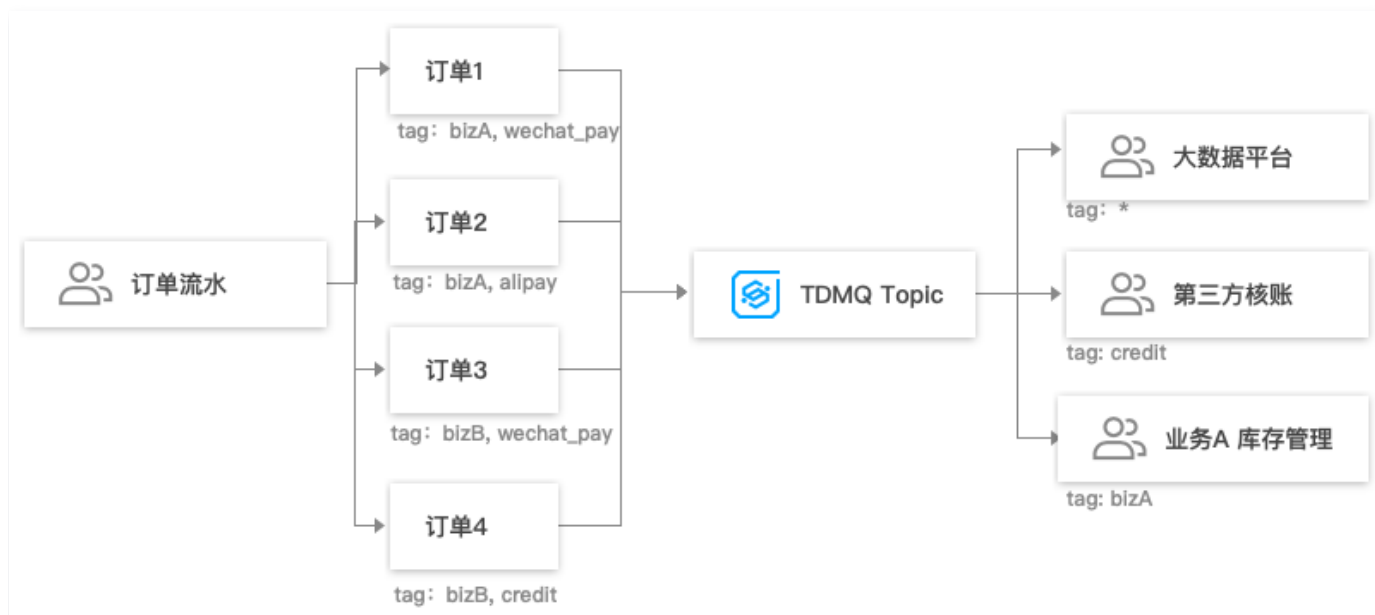 订单1
tag：bizA, wechat_pay
订单2
tag：bizA, alipay
订单3
tag：bizB, wechat_pay
订单4
tag：bizB, credit
订单流水
TDMQ Topic
大数据平台
tag：*
第三方核账
tag: credit
业务A 库存管理
tag: bizA